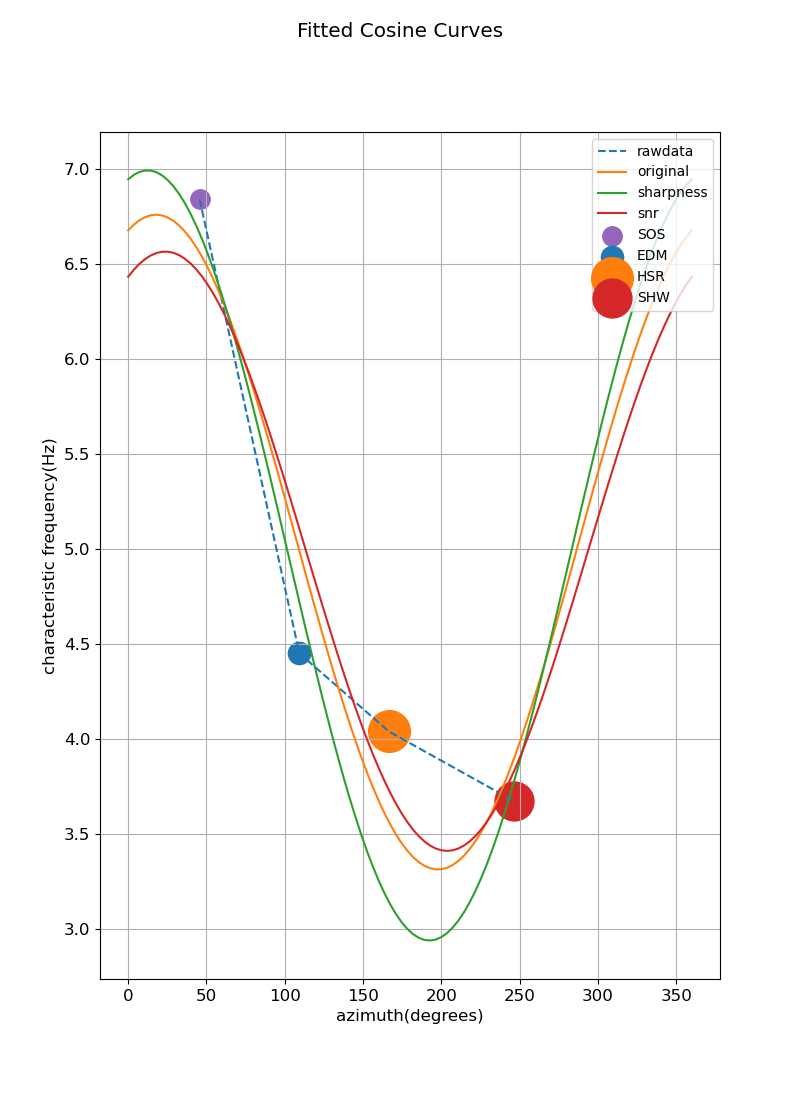 Fitted Cosine Curves
7.0
6.5
6.0
5.5
5.0
4.5
4.0
3.5
3.0
characteristic frequency(Hz)
rawdata
original
sharpness
snr
SOS
EDM
HSR
SHW
0 50 100 150 200 250 300 350
azimuth(degrees)